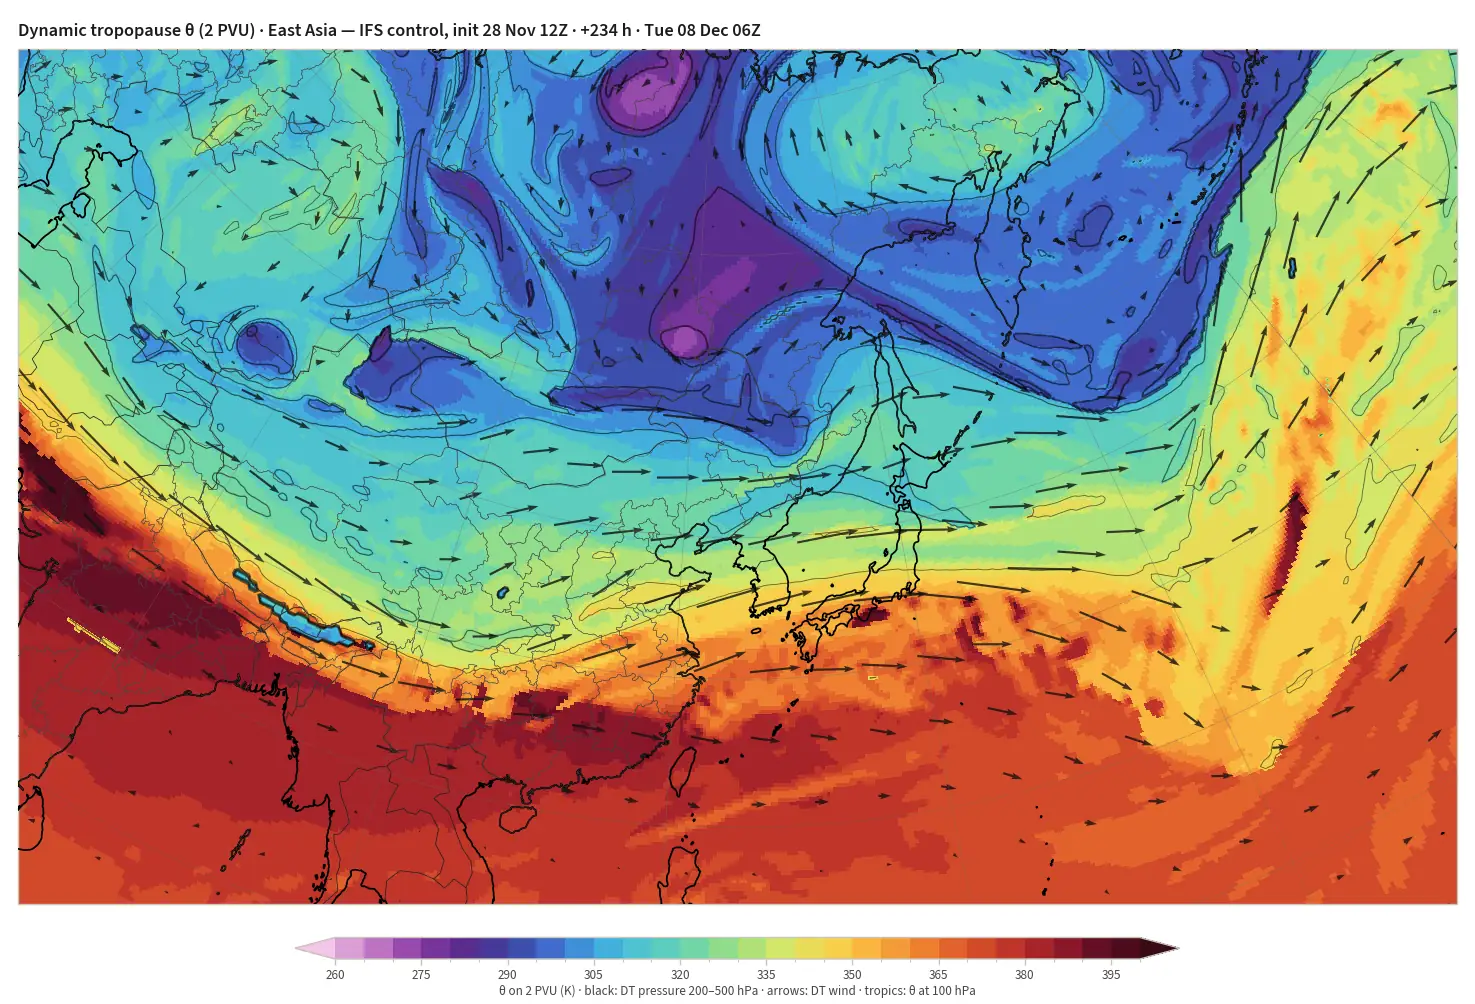 Dynamic tropopause θ (2 PVU) · East Asia — IFS control, init 28 Nov 12Z · +234 h · Tue 08 Dec 06Z
260 275 290 305 320 335 350 365 380 395
θ on 2 PVU (K) · black: DT pressure 200–500 hPa · arrows: DT wind · tropics: θ at 100 hPa